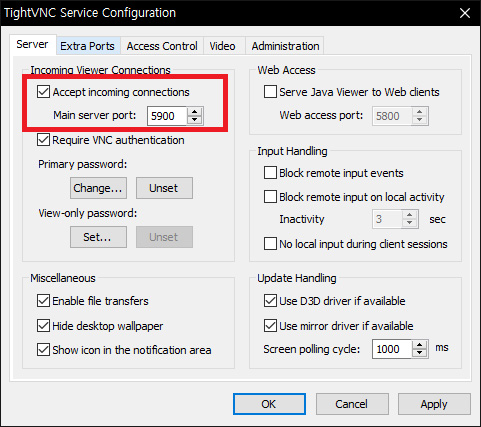 TightVNC Service Configuration
Server Extra Ports Access Control Video Administration
Incoming Viewer Connections
Accept incoming connections
Main server port: 5900
Require VNC authentication
Primary password:
Change... Unset
View-only password:
Set... Unset
Web Access
Serve Java Viewer to Web clients
Web access port: 5800
Input Handling
Block remote input events
Block remote input on local activity
Inactivity 3 sec
No local input during client sessions
Miscellaneous
Enable file transfers
Hide desktop wallpaper
Show icon in the notification area
Update Handling
Use D3D driver if available
Use mirror driver if available
Screen polling cycle: 1000 ms
OK Cancel Apply